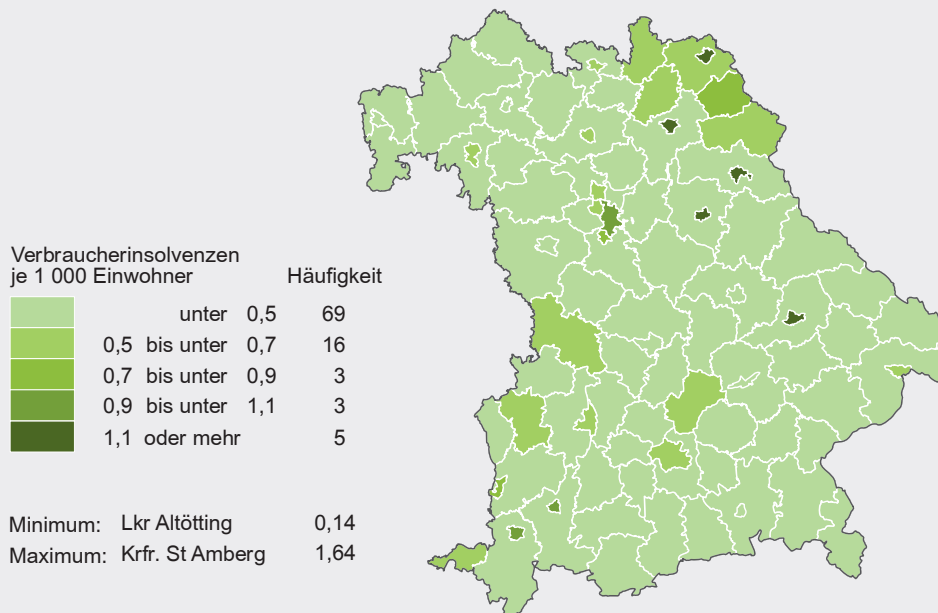 Verbraucherinsolvenzen
je 1 000 Einwohner Häufigkeit
unter 0,5 69
0,5 bis unter 0,7 16
0,7 bis unter 0,9 3
0,9 bis unter 1,1 3
1,1 oder mehr 5
Minimum: Lkr Altötting 0,14
Maximum: Krfr. St Amberg 1,64